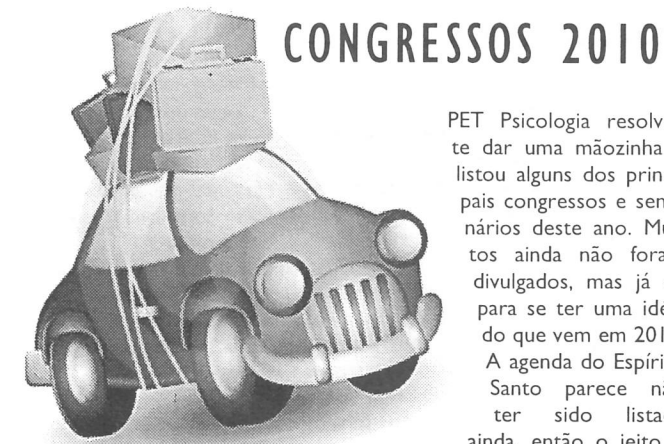 CONGRESSOS 2010
PET Psicologia resolv
te dar uma mãozinha
listou alguns dos prin
pais congressos e sem
nários deste ano. Mu
tos ainda não fora
divulgados, mas já
para se ter uma ide
do que vem em 201
A agenda do Espíri
Santo parece nã
ter sido lista
ainda, então o jeito